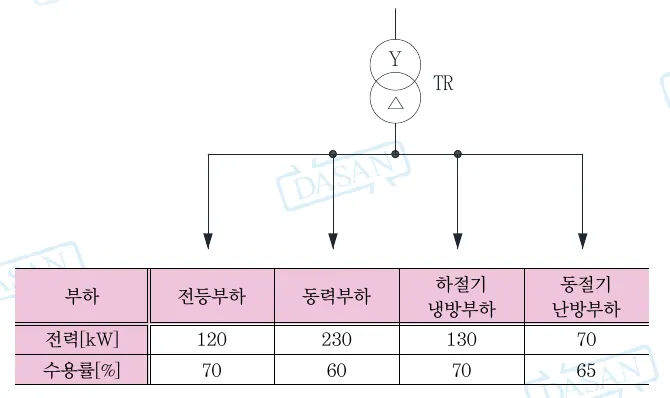 Y
△
TR
DASAN
DASAN
DASAN
DASAN
부하
전등부하
동력부하
하절기
냉방부하
동절기
난방부하
전력[kW] 120 230 130 70
수용률[%] 70 60 70 65